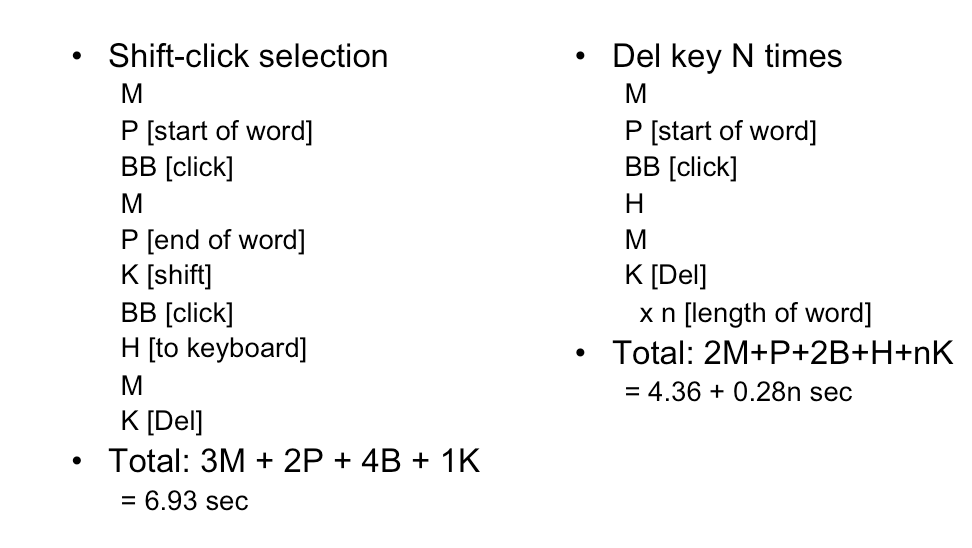 • Shift-click selection
M
P [start of word]
BB [click]
M
P [end of word]
K [shift]
BB [click]
H [to keyboard]
M
K [Del]
• Total: 3M + 2P + 4B + 1K
= 6.93 sec
• Del key N times
M
P [start of word]
BB [click]
H
M
K [Del]
x n [length of word]
• Total: 2M+P+2B+H+nK
= 4.36 + 0.28n sec